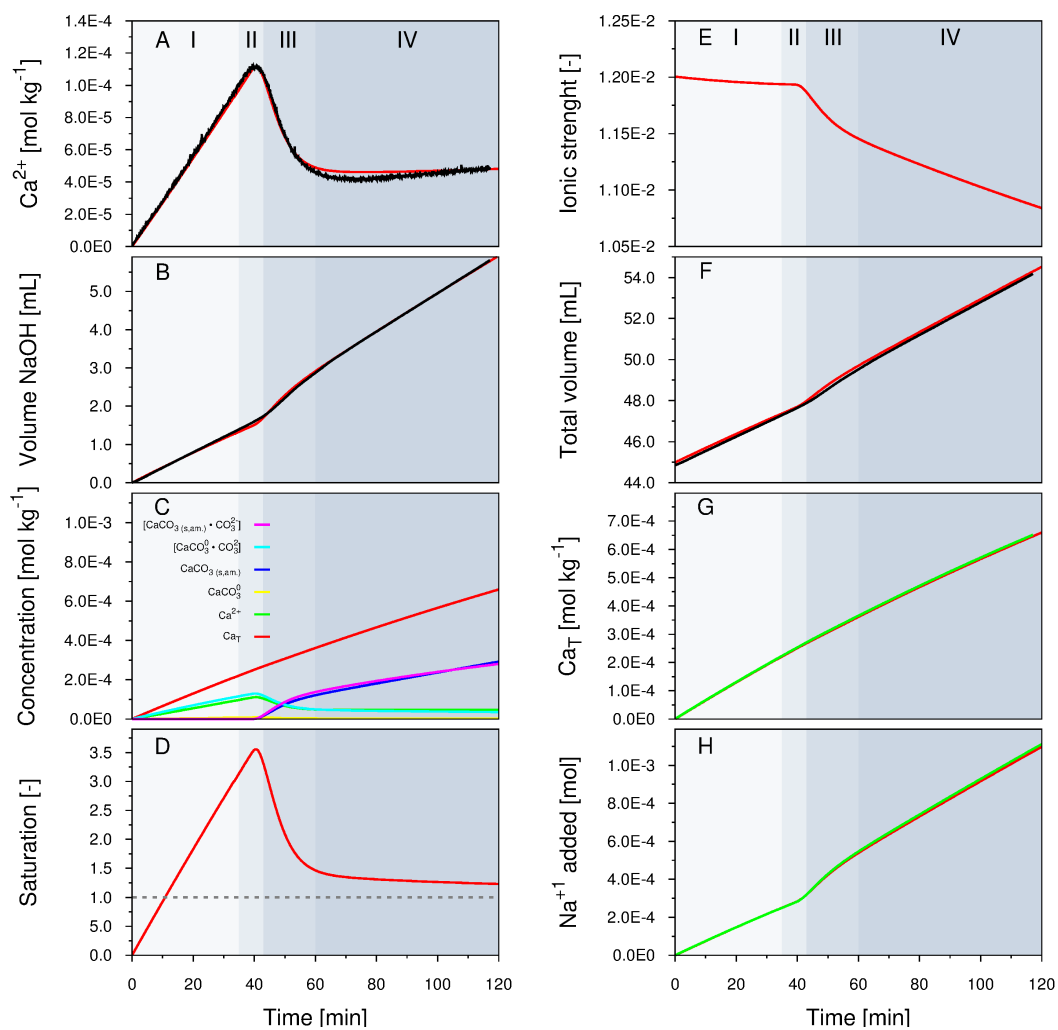 A I II III IV
1.4E-4
1.2E-4
1.0E-4
8.0E-5
6.0E-5
4.0E-5
2.0E-5
0.0E0
Ca2+ [mol kg-1]
B
5.0
4.0
3.0
2.0
1.0
0.0
Volume NaOH [mL]
C
1.0E-3
8.0E-4
6.0E-4
4.0E-4
2.0E-4
0.0E0
Concentration [mol kg-1]
[CaCO3 (s,am.) • CO32-]
[CaCO30 • CO32]
CaCO3 (s,am.)
CaCO30
Ca2+
CaT
D
3.5
3.0
2.5
2.0
1.5
1.0
5.0
0.0
Saturation [-]
0 20 40 60 80 100 120
Time [min]
E I II III IV
1.25E-2
1.20E-2
1.15E-2
1.10E-2
1.05E-2
Ionic strenght [-]
F
54.0
52.0
50.0
48.0
46.0
44.0
Total volume [mL]
G
7.0E-4
6.0E-4
5.0E-4
4.0E-4
3.0E-4
2.0E-4
1.0E-4
0.0E0
CaT [mol kg-1]
H
1.0E-3
8.0E-4
6.0E-4
4.0E-4
2.0E-4
0.0E0
Na+1 added [mol]
0 20 40 60 80 100 120
Time [min]